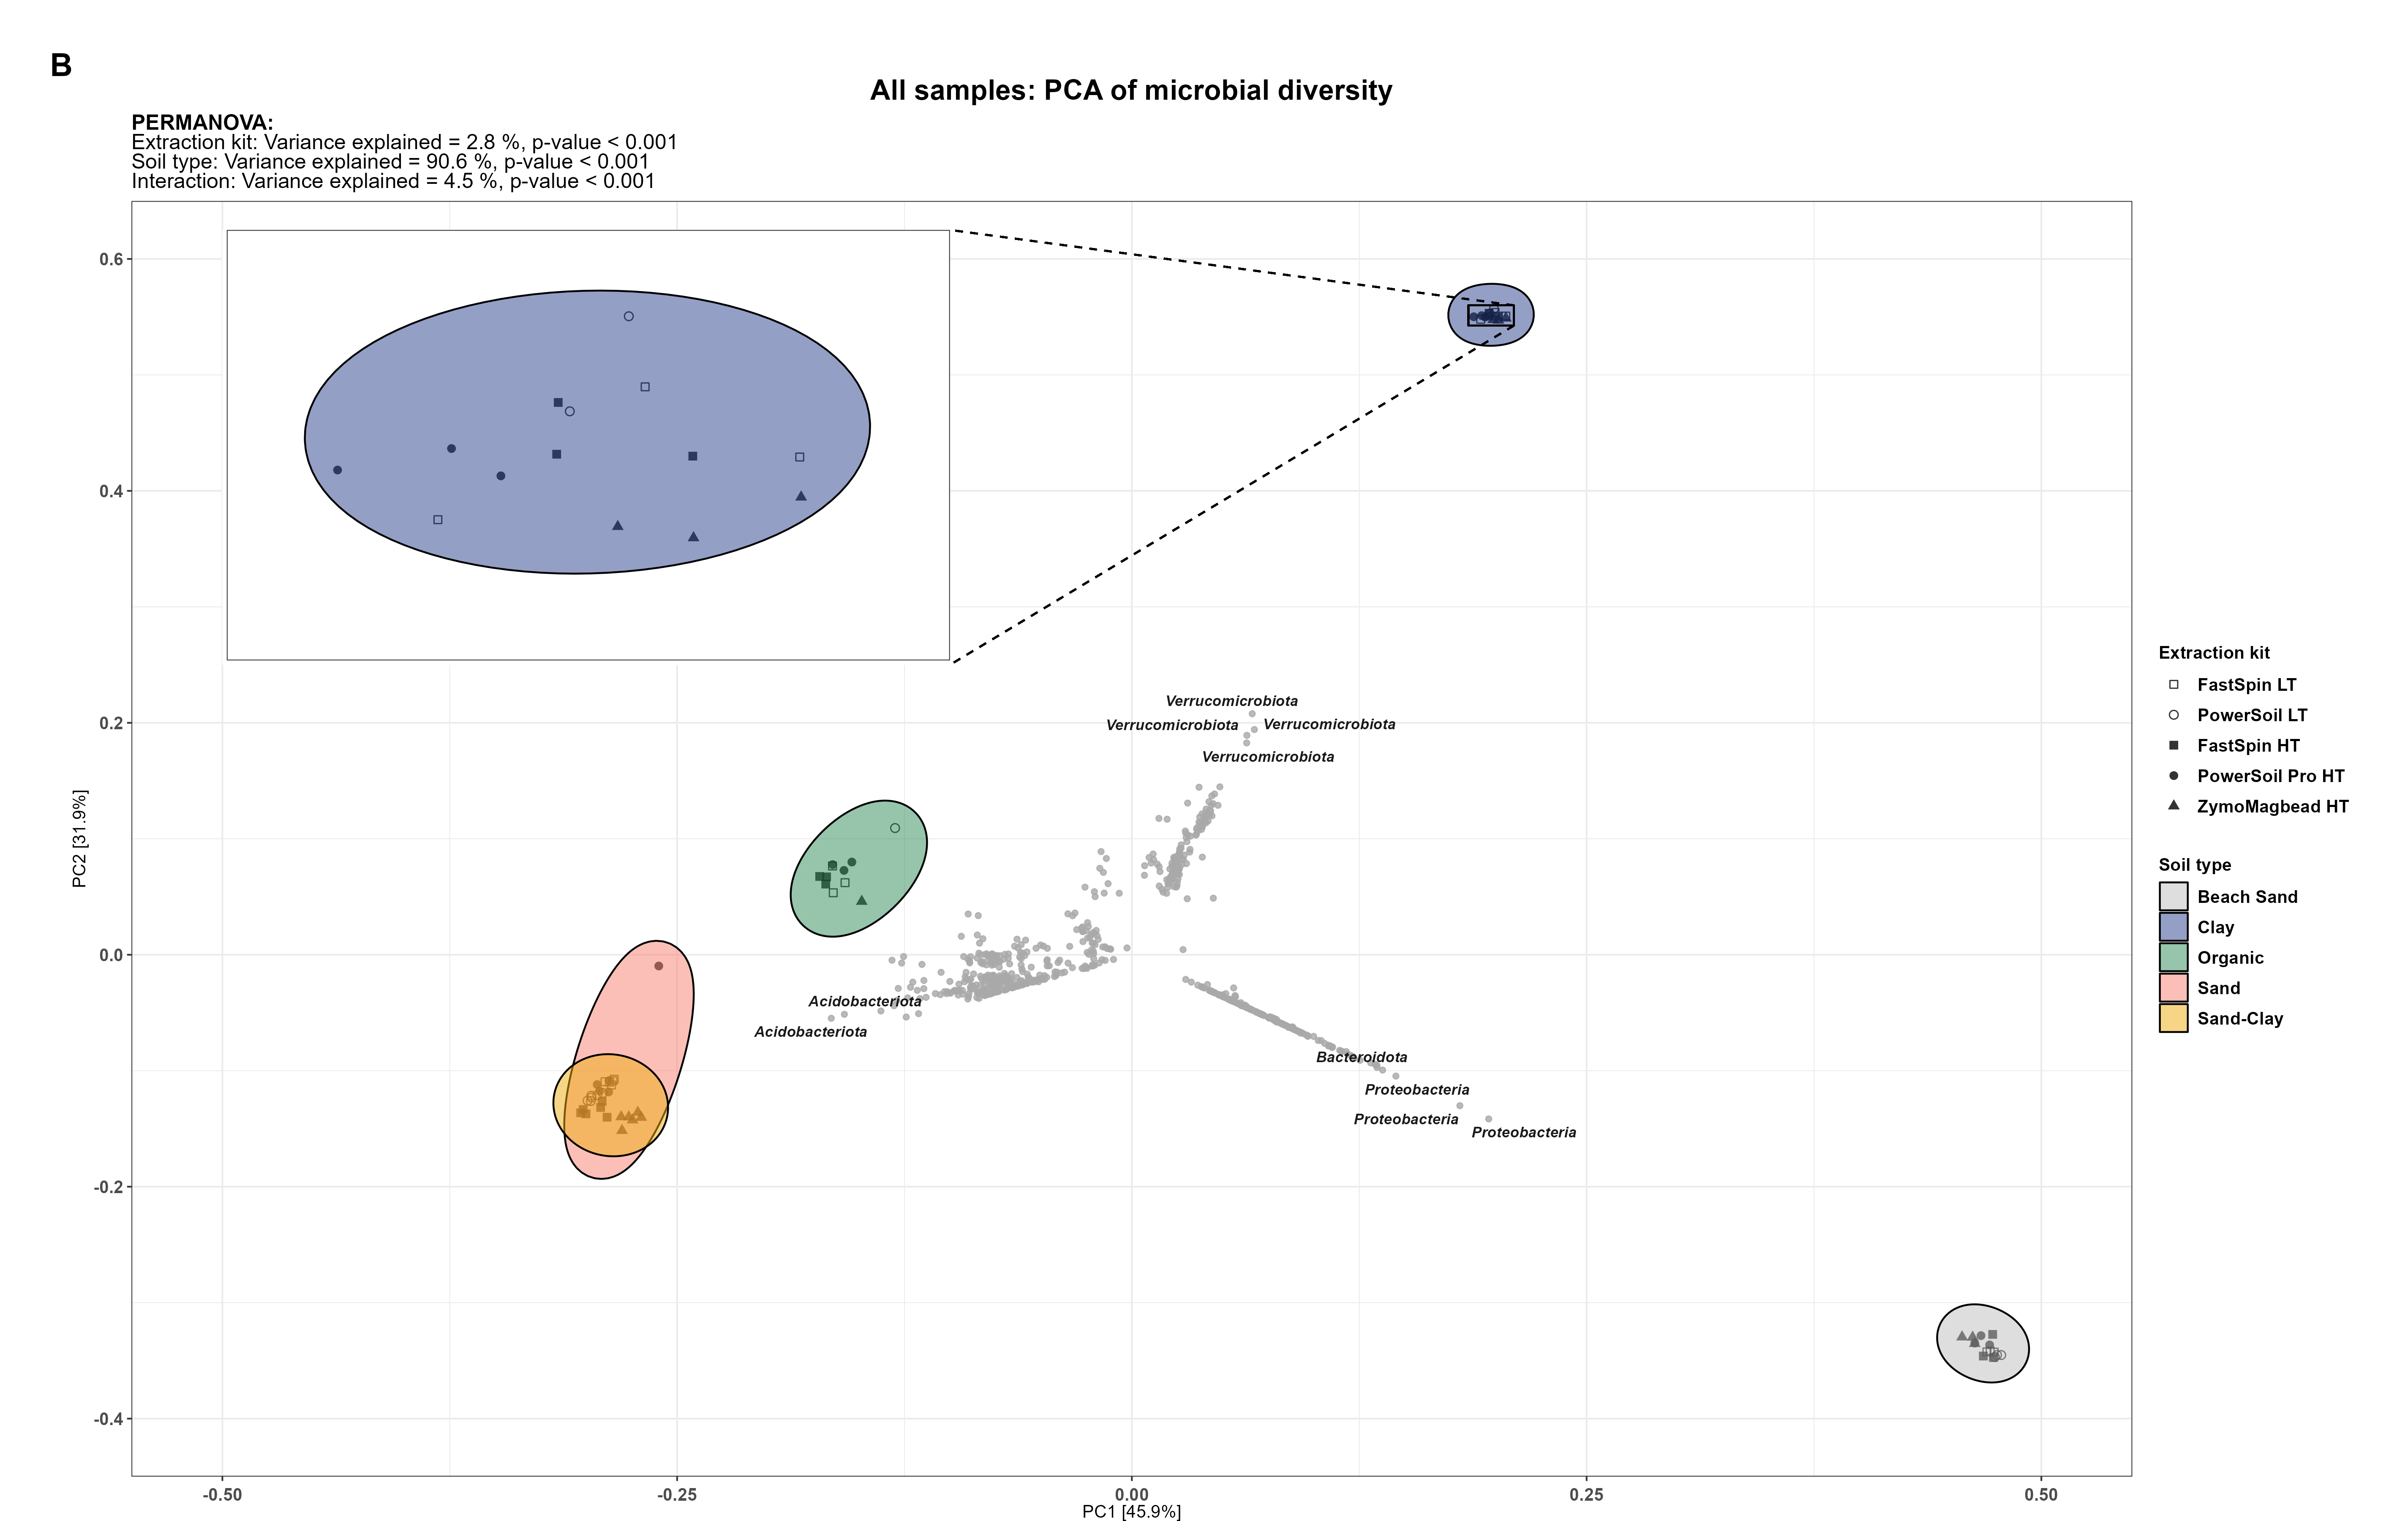 B
All samples: PCA of microbial diversity
PERMANOVA:
Extraction kit: Variance explained = 2.8 %, p-value < 0.001
Soil type: Variance explained = 90.6 %, p-value < 0.001
Interaction: Variance explained = 4.5 %, p-value < 0.001
0.6
0.4
0.2
0.0
-0.2
-0.4
PC2 [31.9%]
Verrucomicrobiota
Verrucomicrobiota
Verrucomicrobiota
Verrucomicrobiota
Acidobacteriota
Acidobacteriota
Bacteroidota
Proteobacteria
Proteobacteria
Proteobacteria
-0.50
-0.25
0.00
0.25
0.50
PC1 [45.9%]
Extraction kit
FastSpin LT
PowerSoil LT
FastSpin HT
PowerSoil Pro HT
ZymoMagbead HT
Soil type
Beach Sand
Clay
Organic
Sand
Sand-Clay